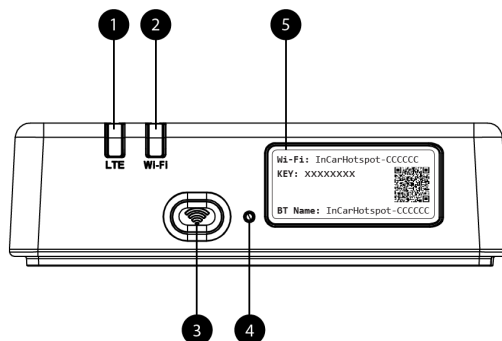 1
2
5
LTE
Wi-Fi
Wi-Fi: InCarHotspot-CCCCCC
KEY: XXXXXXXX
BT Name: InCarHotspot-CCCCCC
3
4